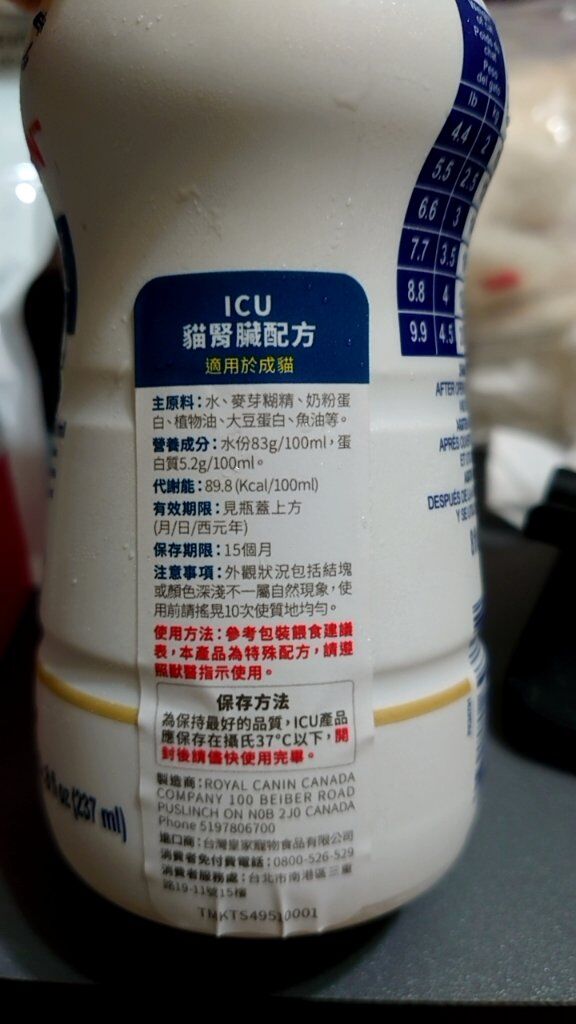 Peso
del gato
lb kg
4.4 2
5.5 2.5
6.6 3
7.7 3.5
8.8 4
9.9 4.5
ICU
貓腎臟配方
適用於成貓
主原料：水、麥芽糊精、奶粉蛋
白、植物油、大豆蛋白、魚油等。
營養成分：水份83g/100ml，蛋
白質5.2g/100ml。
代謝能：89.8 (Kcal/100ml)
有效期限：見瓶蓋上方
(月/日/西元年)
保存期限：15個月
注意事項：外觀狀況包括結塊
或顏色深淺不一屬自然現象，使
用前請搖晃10次使質地均勻。
使用方法：參考包裝餵食建議
表，本產品為特殊配方，請遵
照獸醫指示使用。
保存方法
為保持最好的品質，ICU產品
應保存在攝氏37°C以下，開
封後請儘快使用完畢。
製造商：ROYAL CANIN CANADA
COMPANY 100 BEIBER ROAD
PUSLINCH ON N0B 2J0 CANADA
Phone 5197806700
進口商：台灣皇家寵物食品有限公司
消費者免付費電話：0800-526-529
消費者服務處：台北市南港區三重
路19-11號15樓
TMKTS49510001
fl oz (237 ml)
AFTER
APRÈS
DESPUÉS DE